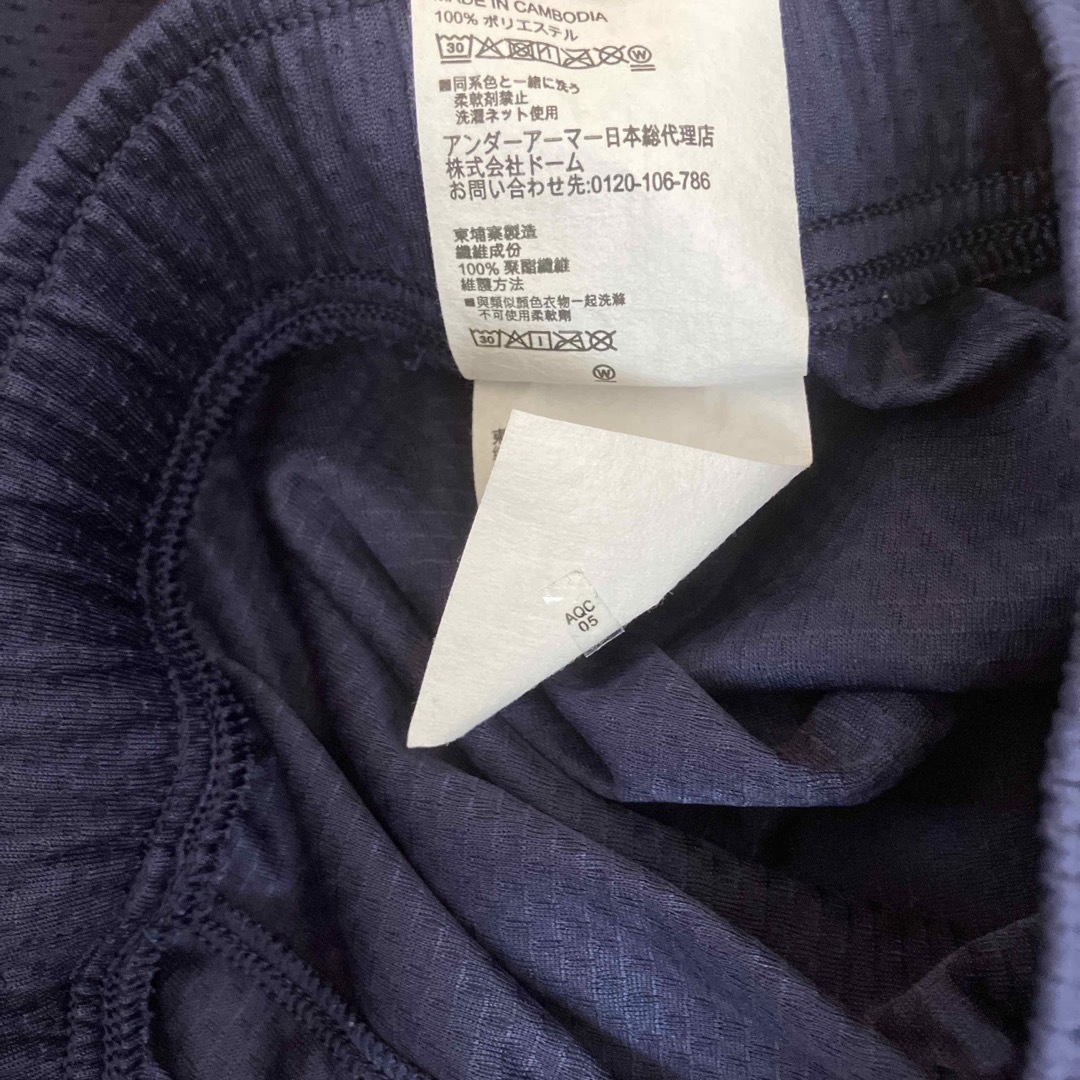 MADE IN CAMBODIA
100% ポリエステル
30 W
■同系色と一緒に洗う
柔軟剤禁止
洗濯ネット使用
アンダーアーマー日本総代理店
株式会社ドーム
お問い合わせ先:0120-106-786
柬埔寨製造
纖維成份
100% 聚酯纖維
維護方法
■與類似顏色衣物一起洗滌
不可使用柔軟劑
30
W
AQC
05